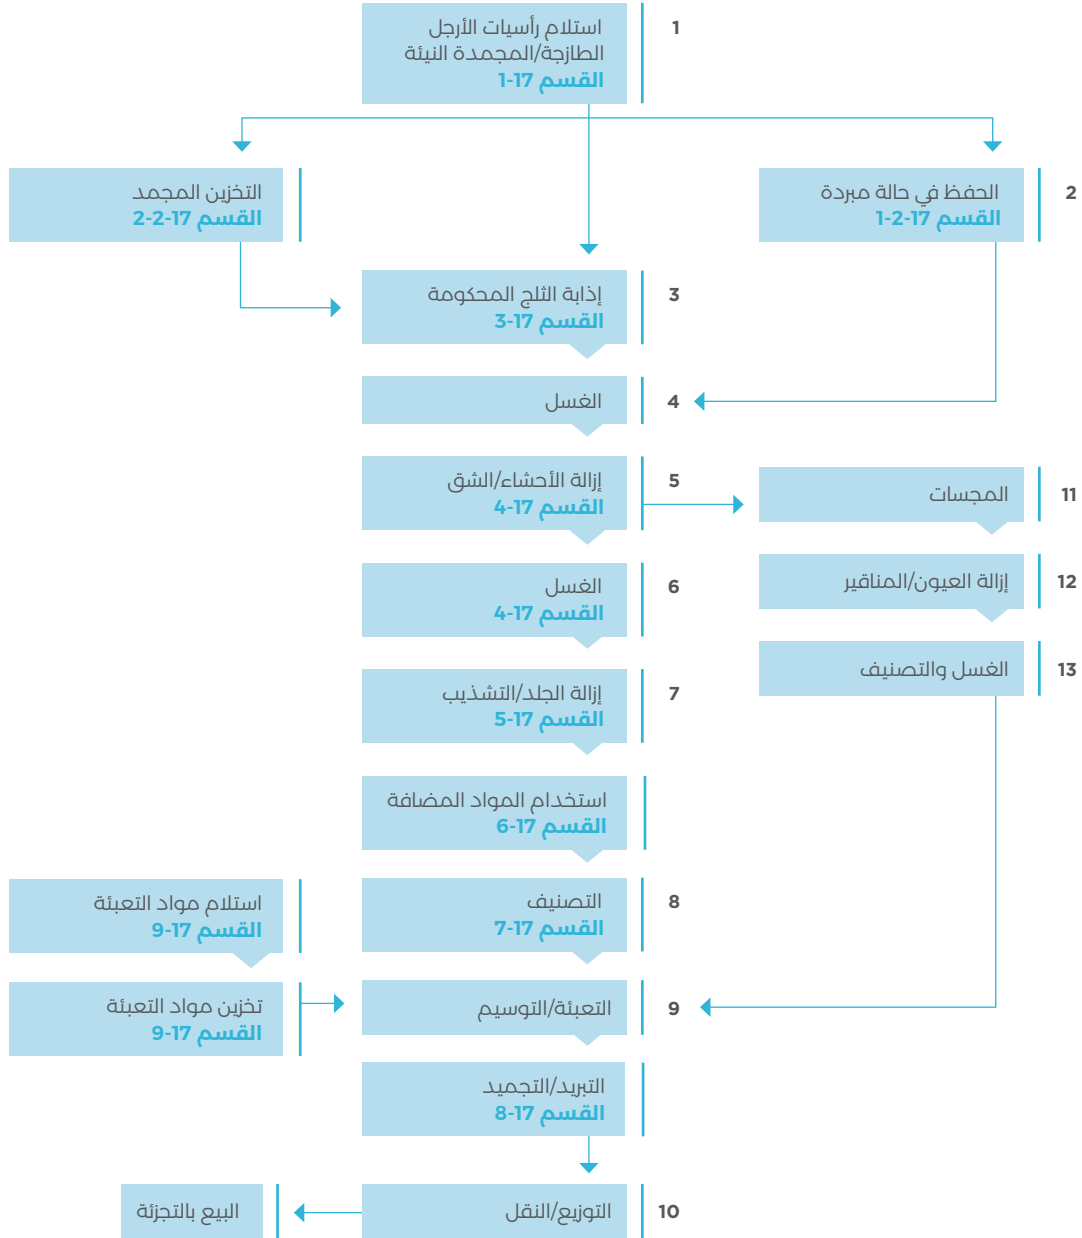 1
استلام رأسيات الأرجل
الطازجة/المجمدة النيئة
القسم 17-1
2
الحفظ في حالة مبردة
القسم 17-2-1
التخزين المجمد
القسم 17-2-2
3
إذابة الثلج المحكومة
القسم 17-3
4
الغسل
5
إزالة الأحشاء/الشق
القسم 17-4
11
المجسات
6
الغسل
القسم 17-4
12
إزالة العيون/المناقير
7
إزالة الجلد/التشذيب
القسم 17-5
13
الغسل والتصنيف
استخدام المواد المضافة
القسم 17-6
8
التصنيف
القسم 17-7
استلام مواد التعبئة
القسم 17-9
9
التعبئة/التوسيم
تخزين مواد التعبئة
القسم 17-9
التبريد/التجميد
القسم 17-8
10
التوزيع/النقل
البيع بالتجزئة